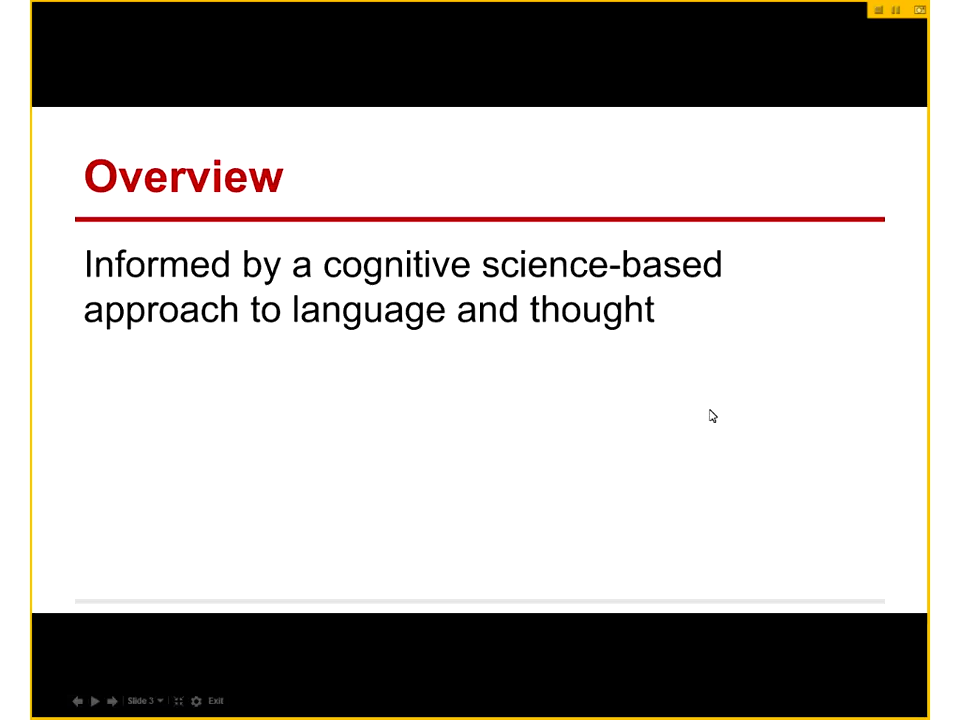 Overview
Informed by a cognitive science-based
approach to language and thought
Slide 3
Exit